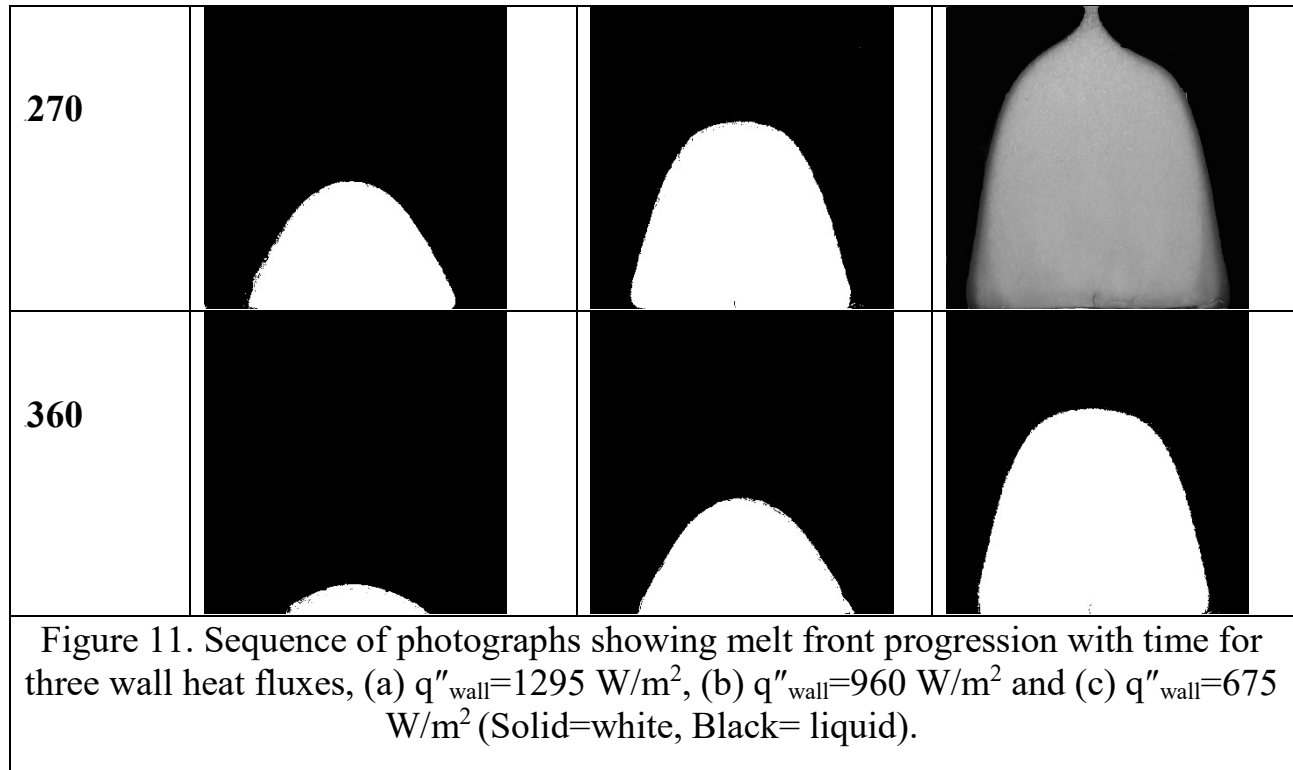 270
360
Figure 11. Sequence of photographs showing melt front progression with time for
three wall heat fluxes, (a) q″wall=1295 W/m², (b) q″wall=960 W/m² and (c) q″wall=675
W/m² (Solid=white, Black= liquid).